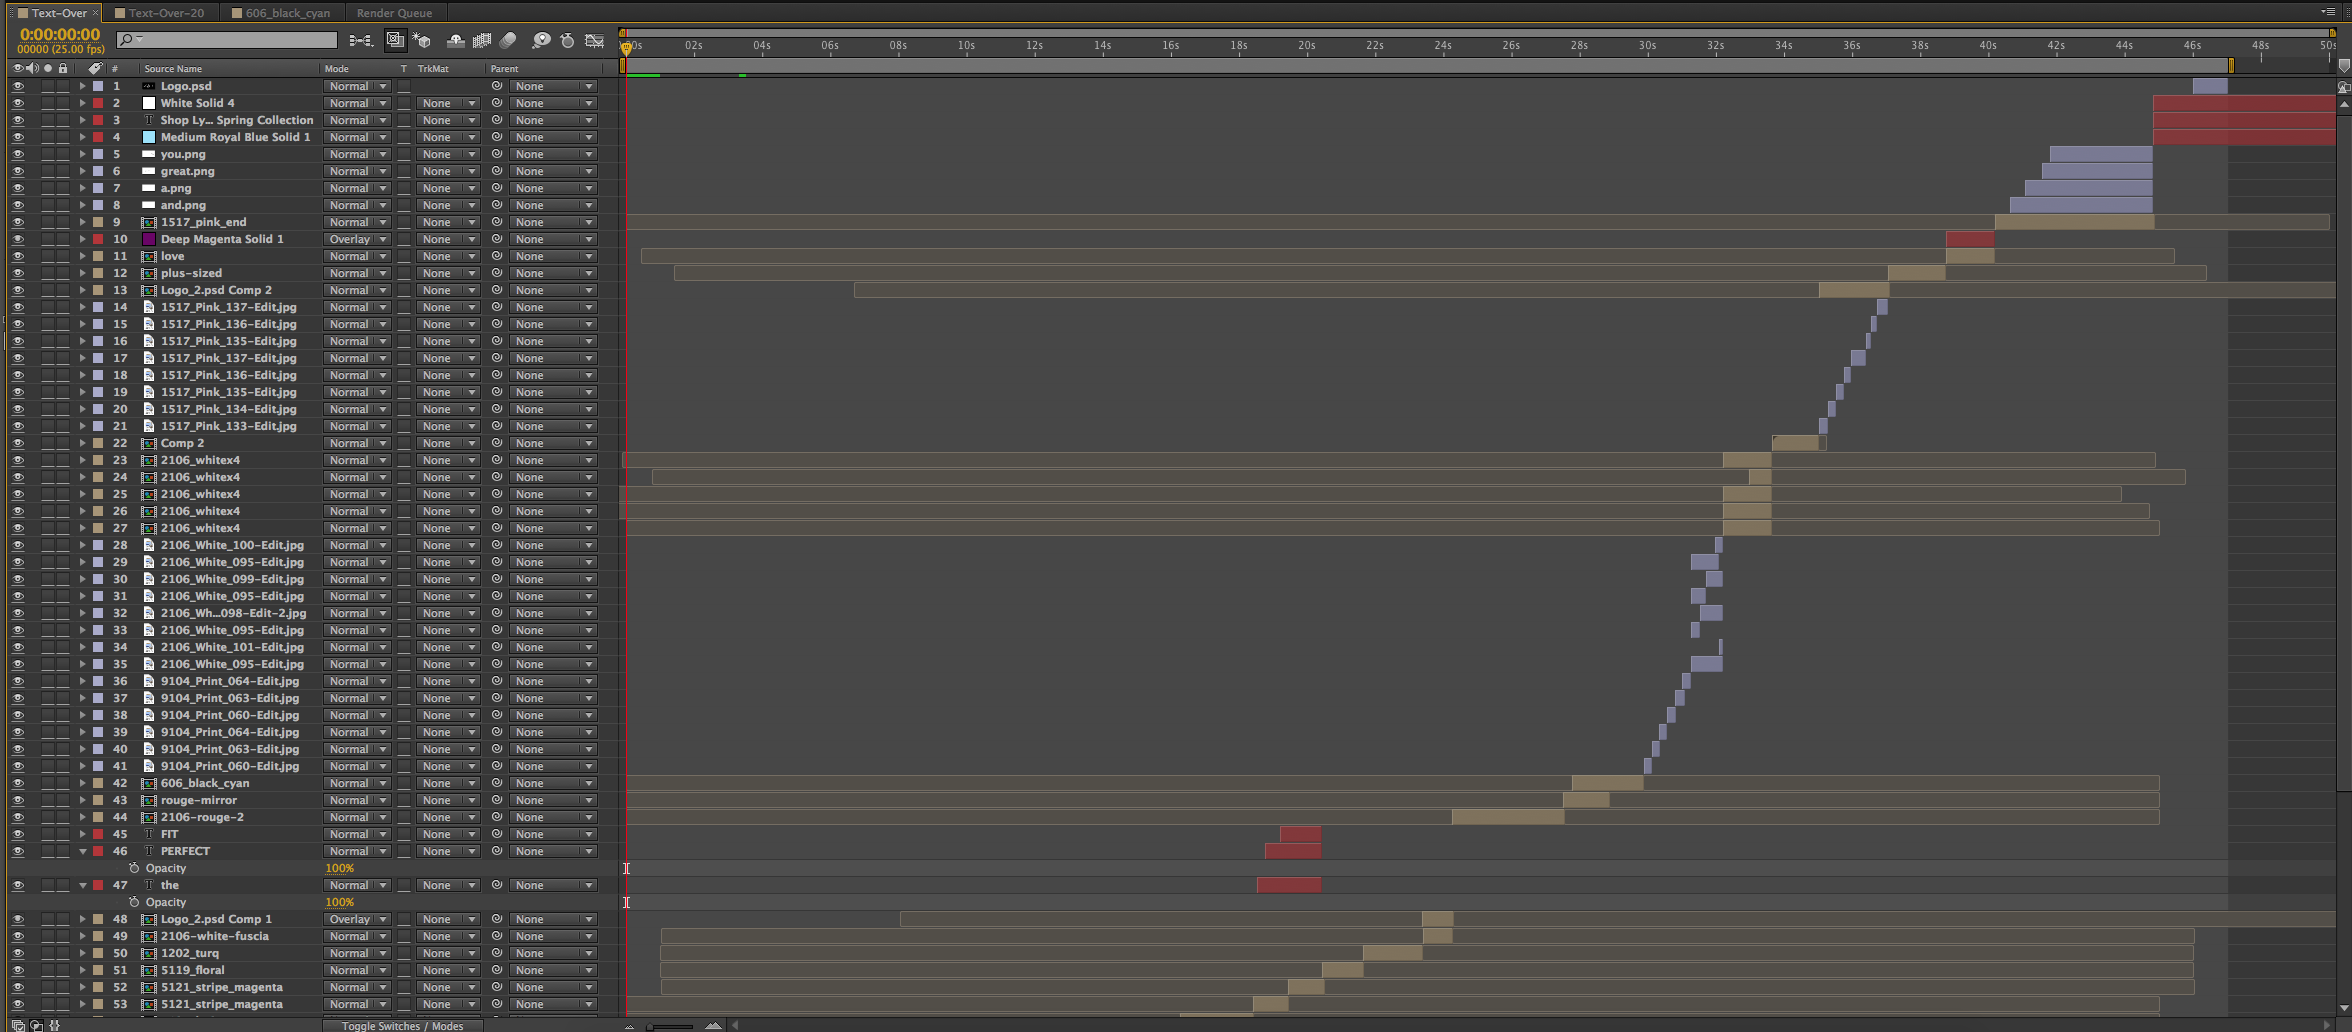 Text-Over × Text-Over-20 606_black_cyan Render Queue
0:00:00:00
00000 (25.00 fps)
:00s 02s 04s 06s 08s 10s 12s 14s 16s 18s 20s 22s 24s 26s 28s 30s 32s 34s 36s 38s 40s 42s 44s 46s 48s 50s
# Source Name Mode T TrkMat Parent
1 Logo.psd Normal None
2 White Solid 4 Normal None None
3 T Shop Ly... Spring Collection Normal None None
4 Medium Royal Blue Solid 1 Normal None None
5 you.png Normal None None
6 great.png Normal None None
7 a.png Normal None None
8 and.png Normal None None
9 1517_pink_end Normal None None
10 Deep Magenta Solid 1 Overlay None None
11 love Normal None None
12 plus-sized Normal None None
13 Logo_2.psd Comp 2 Normal None None
14 1517_Pink_137-Edit.jpg Normal None None
15 1517_Pink_136-Edit.jpg Normal None None
16 1517_Pink_135-Edit.jpg Normal None None
17 1517_Pink_137-Edit.jpg Normal None None
18 1517_Pink_136-Edit.jpg Normal None None
19 1517_Pink_135-Edit.jpg Normal None None
20 1517_Pink_134-Edit.jpg Normal None None
21 1517_Pink_133-Edit.jpg Normal None None
22 Comp 2 Normal None None
23 2106_whitex4 Normal None None
24 2106_whitex4 Normal None None
25 2106_whitex4 Normal None None
26 2106_whitex4 Normal None None
27 2106_whitex4 Normal None None
28 2106_White_100-Edit.jpg Normal None None
29 2106_White_095-Edit.jpg Normal None None
30 2106_White_099-Edit.jpg Normal None None
31 2106_White_095-Edit.jpg Normal None None
32 2106_Wh...098-Edit-2.jpg Normal None None
33 2106_White_095-Edit.jpg Normal None None
34 2106_White_101-Edit.jpg Normal None None
35 2106_White_095-Edit.jpg Normal None None
36 9104_Print_064-Edit.jpg Normal None None
37 9104_Print_063-Edit.jpg Normal None None
38 9104_Print_060-Edit.jpg Normal None None
39 9104_Print_064-Edit.jpg Normal None None
40 9104_Print_063-Edit.jpg Normal None None
41 9104_Print_060-Edit.jpg Normal None None
42 606_black_cyan Normal None None
43 rouge-mirror Normal None None
44 2106-rouge-2 Normal None None
45 T FIT Normal None None
46 T PERFECT Normal None None
Opacity 100%
47 T the Normal None None
Opacity 100%
48 Logo_2.psd Comp 1 Overlay None None
49 2106-white-fuscia Normal None None
50 1202_turq Normal None None
51 5119_floral Normal None None
52 5121_stripe_magenta Normal None None
53 5121_stripe_magenta Normal None None
Toggle Switches / Modes